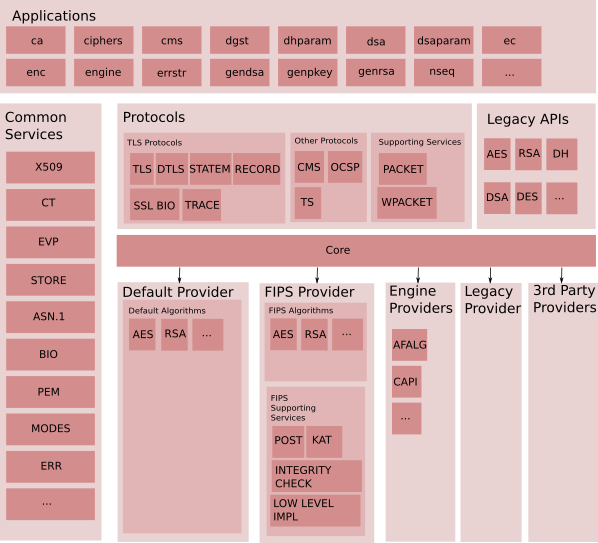 Applications
ca
ciphers
cms
dgst
dhparam
dsa
dsaparam
ec
enc
engine
errstr
gendsa
genpkey
genrsa
nseq
...
Common
Services
X509
CT
EVP
STORE
ASN.1
BIO
PEM
MODES
ERR
...
Protocols
TLS Protocols
TLS
DTLS
STATEM
RECORD
SSL BIO
TRACE
Other Protocols
CMS
OCSP
TS
Supporting Services
PACKET
WPACKET
Legacy APIs
AES
RSA
DH
DSA
DES
...
Core
Default Provider
Default Algorithms
AES
RSA
...
FIPS Provider
FIPS Algorithms
AES
RSA
...
FIPS
Supporting
Services
POST
KAT
INTEGRITY
CHECK
LOW LEVEL
IMPL
Engine
Providers
AFALG
CAPI
...
Legacy
Provider
3rd Party
Providers